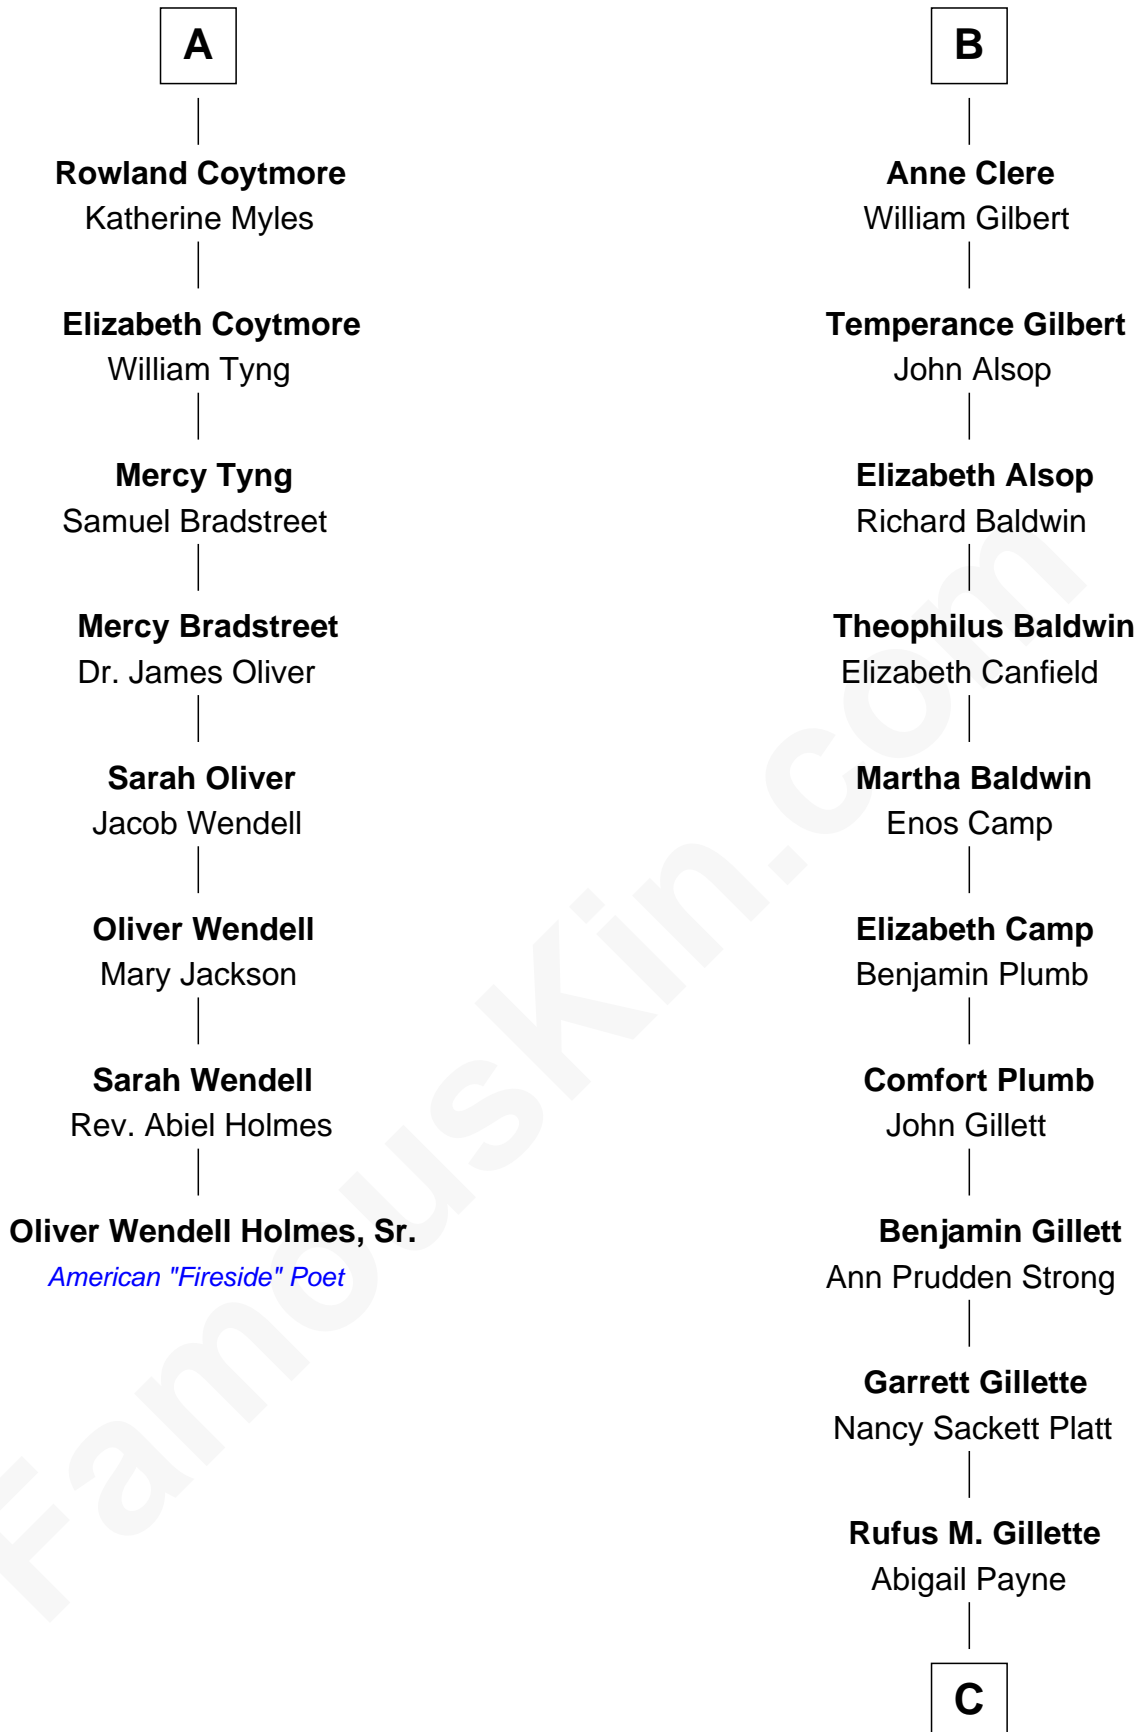 A
Rowland Coytmore
Katherine Myles
Elizabeth Coytmore
William Tyng
Mercy Tyng
Samuel Bradstreet
Mercy Bradstreet
Dr. James Oliver
Sarah Oliver
Jacob Wendell
Oliver Wendell
Mary Jackson
Sarah Wendell
Rev. Abiel Holmes
Oliver Wendell Holmes, Sr.
American "Fireside" Poet
B
Anne Clere
William Gilbert
Temperance Gilbert
John Alsop
Elizabeth Alsop
Richard Baldwin
Theophilus Baldwin
Elizabeth Canfield
Martha Baldwin
Enos Camp
Elizabeth Camp
Benjamin Plumb
Comfort Plumb
John Gillett
Benjamin Gillett
Ann Prudden Strong
Garrett Gillette
Nancy Sackett Platt
Rufus M. Gillette
Abigail Payne
C
FamousKin.com